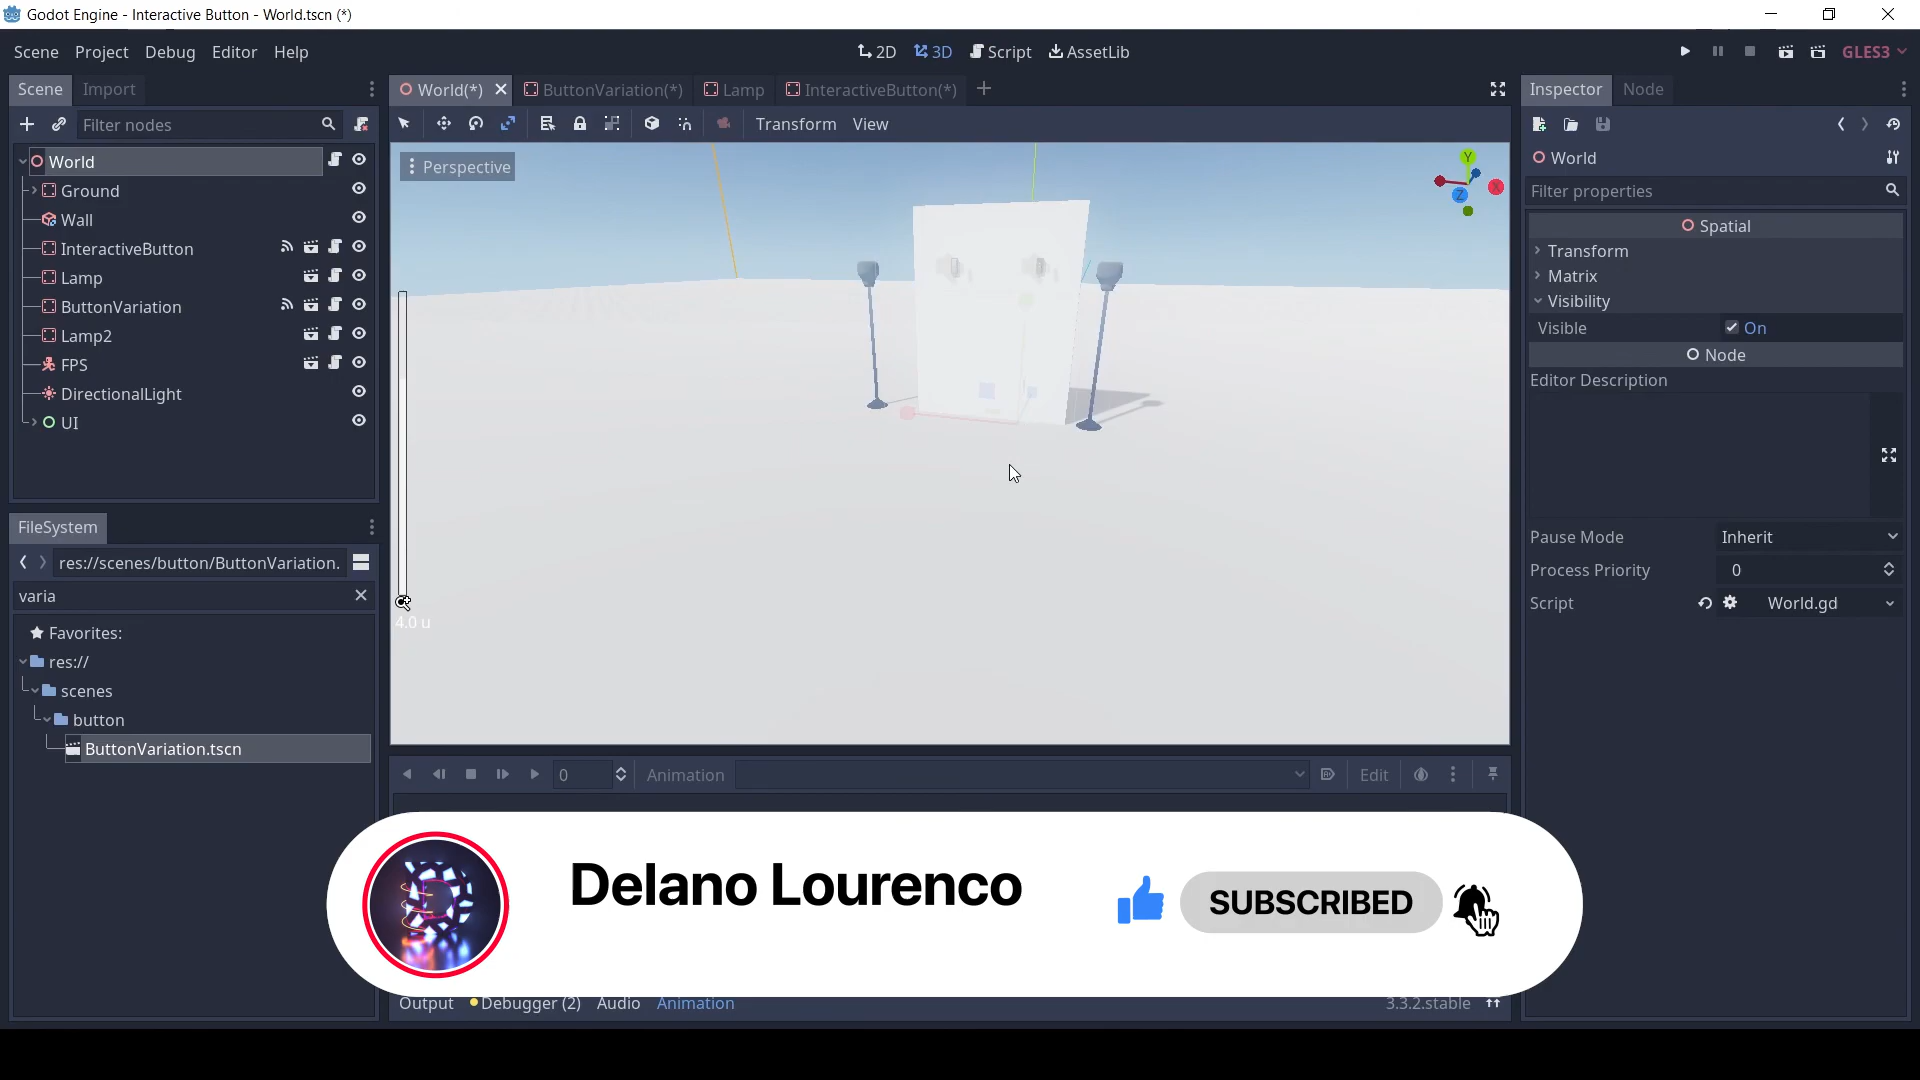 Godot Engine - Interactive Button - World.tscn (*)
Scene Project Debug Editor Help
2D 3D Script AssetLib
GLES3
Scene Import
World(*) ButtonVariation(*) Lamp InteractiveButton(*)
Inspector Node
Filter nodes
Transform View
World
Ground
Wall
InteractiveButton
Lamp
ButtonVariation
Lamp2
FPS
DirectionalLight
UI
Perspective
Y
X
Z
4.0 u
World
Filter properties
Spatial
Transform
Matrix
Visibility
Visible On
Node
Editor Description
Pause Mode Inherit
Process Priority 0
Script World.gd
FileSystem
res://scenes/button/ButtonVariation.
varia
Favorites:
res://
scenes
button
ButtonVariation.tscn
0 Animation Edit
Delano Lourenco
SUBSCRIBED
Output Debugger (2) Audio Animation 3.3.2.stable